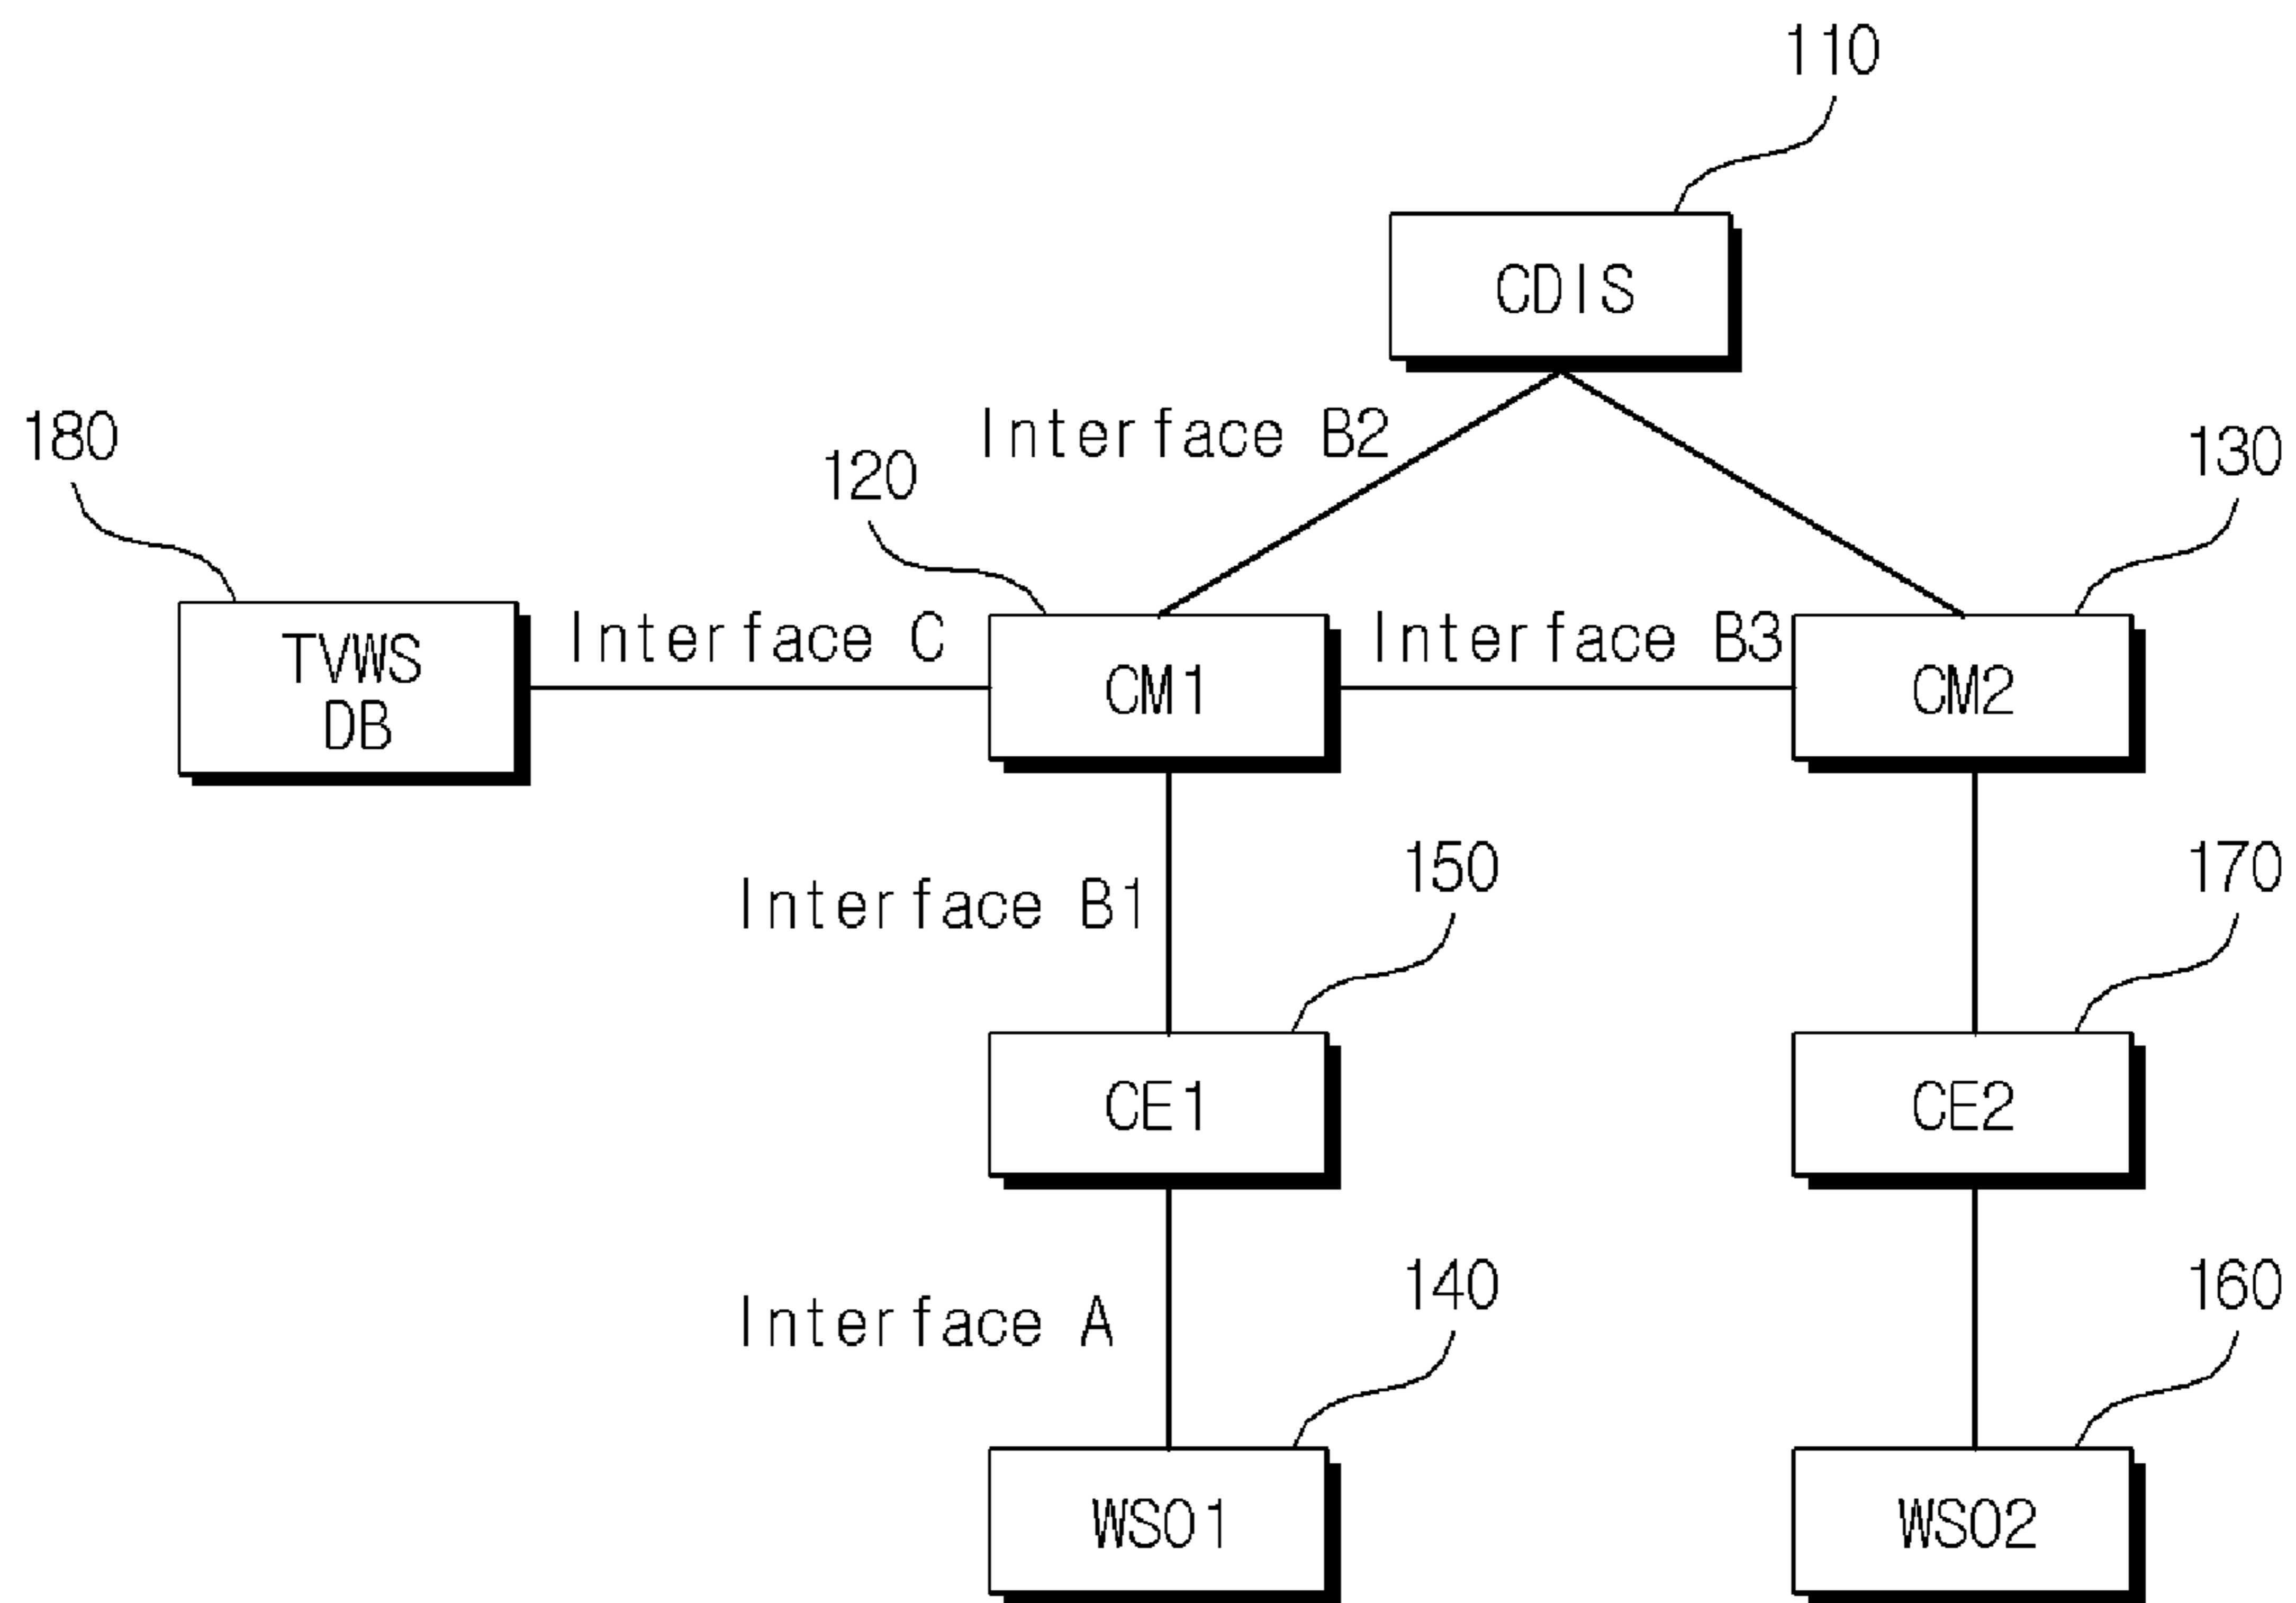 110
CDIS
Interface B2
180
120
130
TVWS
DB
Interface C
CM1
Interface B3
CM2
Interface B1
150
170
CE1
CE2
Interface A
140
160
WSO1
WSO2